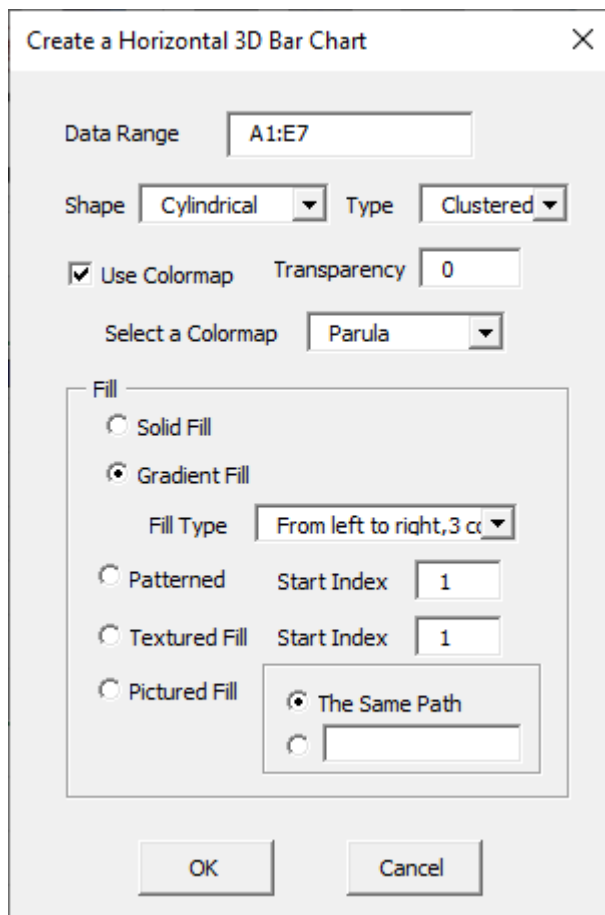 Create a Horizontal 3D Bar Chart
Data Range A1:E7
Shape Cylindrical Type Clustered
Use Colormap Transparency 0
Select a Colormap Parula
Fill
Solid Fill
Gradient Fill
Fill Type From left to right,3 co
Patterned Start Index 1
Textured Fill Start Index 1
Pictured Fill
The Same Path
OK Cancel